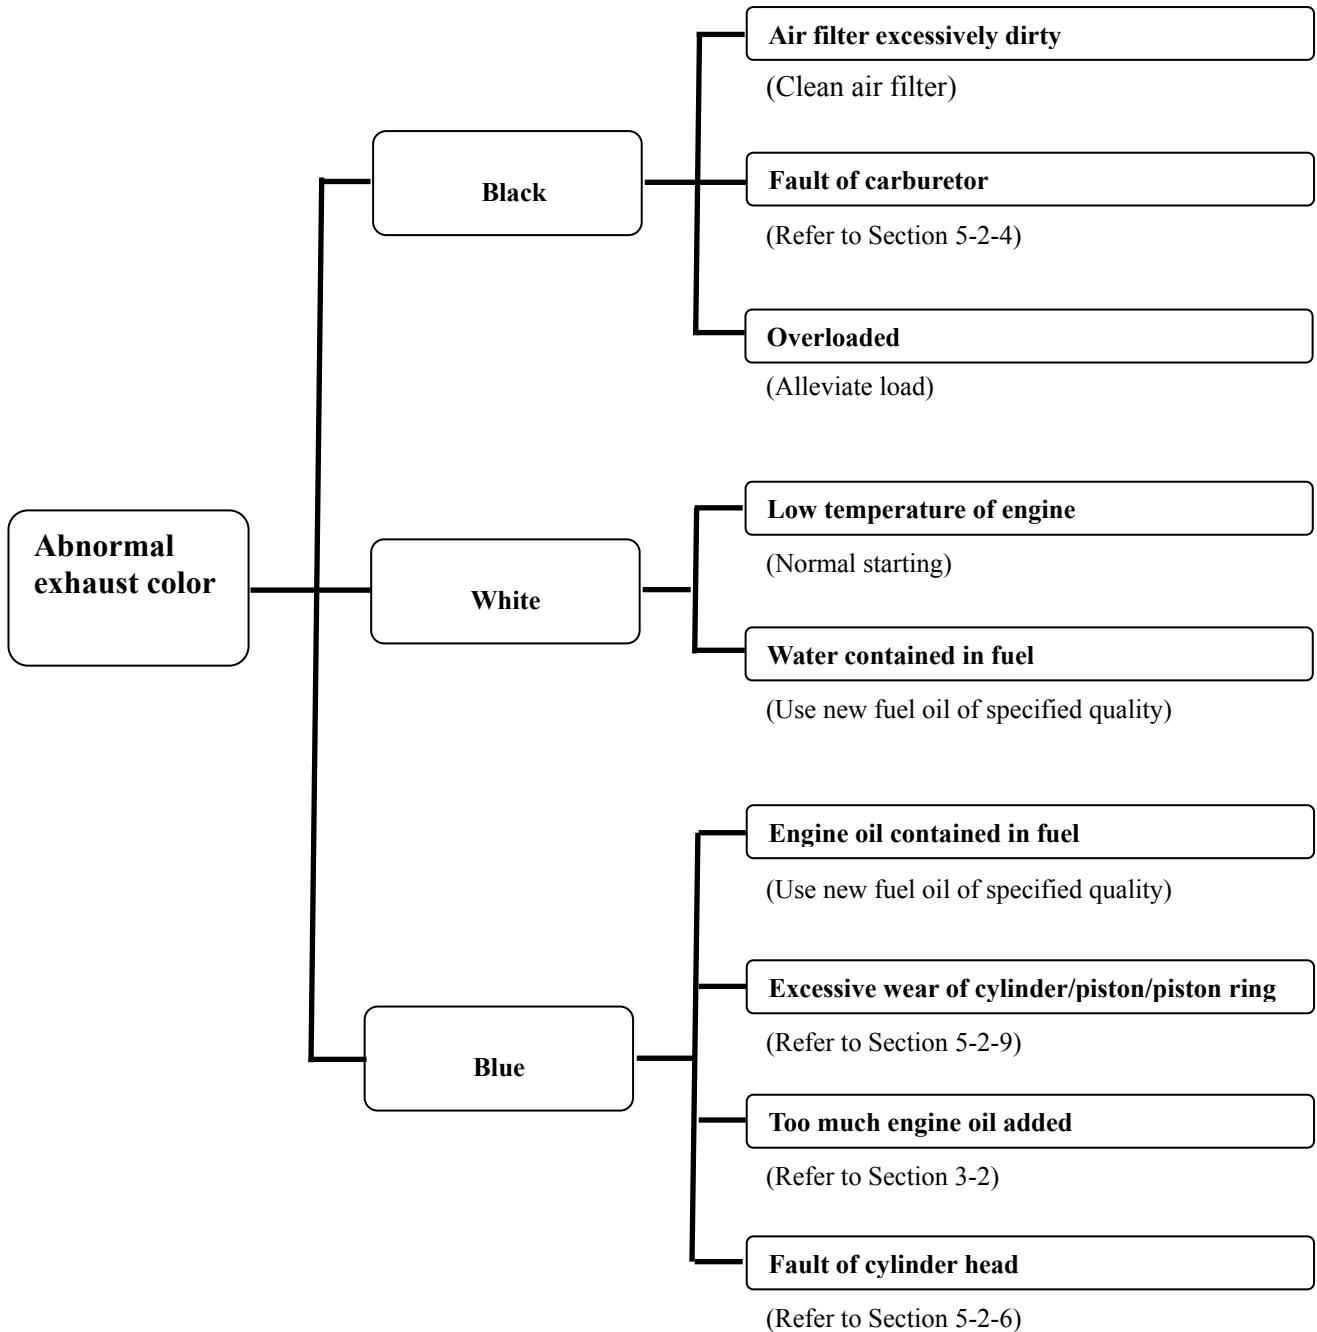 Air filter excessively dirty
(Clean air filter)
Black
Fault of carburetor
(Refer to Section 5-2-4)
Overloaded
(Alleviate load)
Abnormal
exhaust color
White
Low temperature of engine
(Normal starting)
Water contained in fuel
(Use new fuel oil of specified quality)
Blue
Engine oil contained in fuel
(Use new fuel oil of specified quality)
Excessive wear of cylinder/piston/piston ring
(Refer to Section 5-2-9)
Too much engine oil added
(Refer to Section 3-2)
Fault of cylinder head
(Refer to Section 5-2-6)